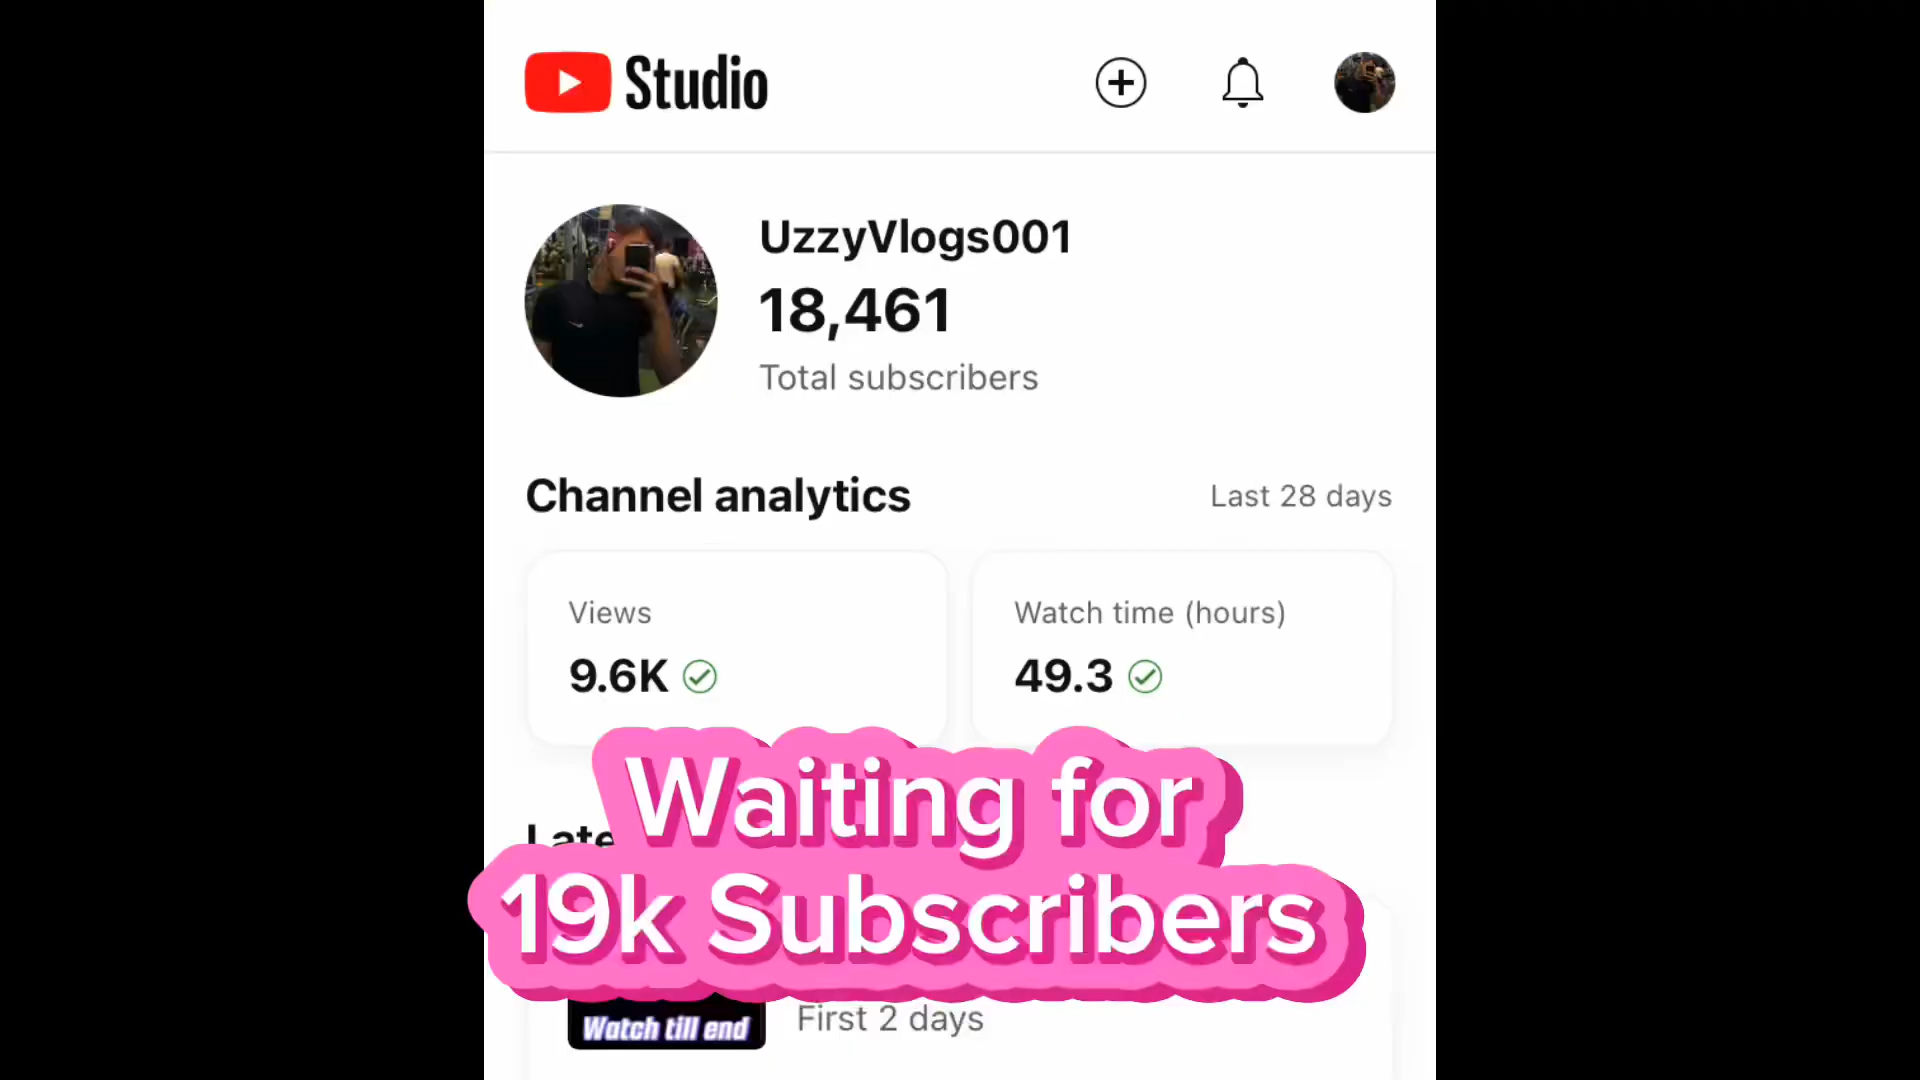 Studio
UzzyVlogs001
18,461
Total subscribers
Channel analytics
Last 28 days
Views
Watch time (hours)
9.6K
49.3
Waiting for
19k Subscribers
Watch till end
First 2 days